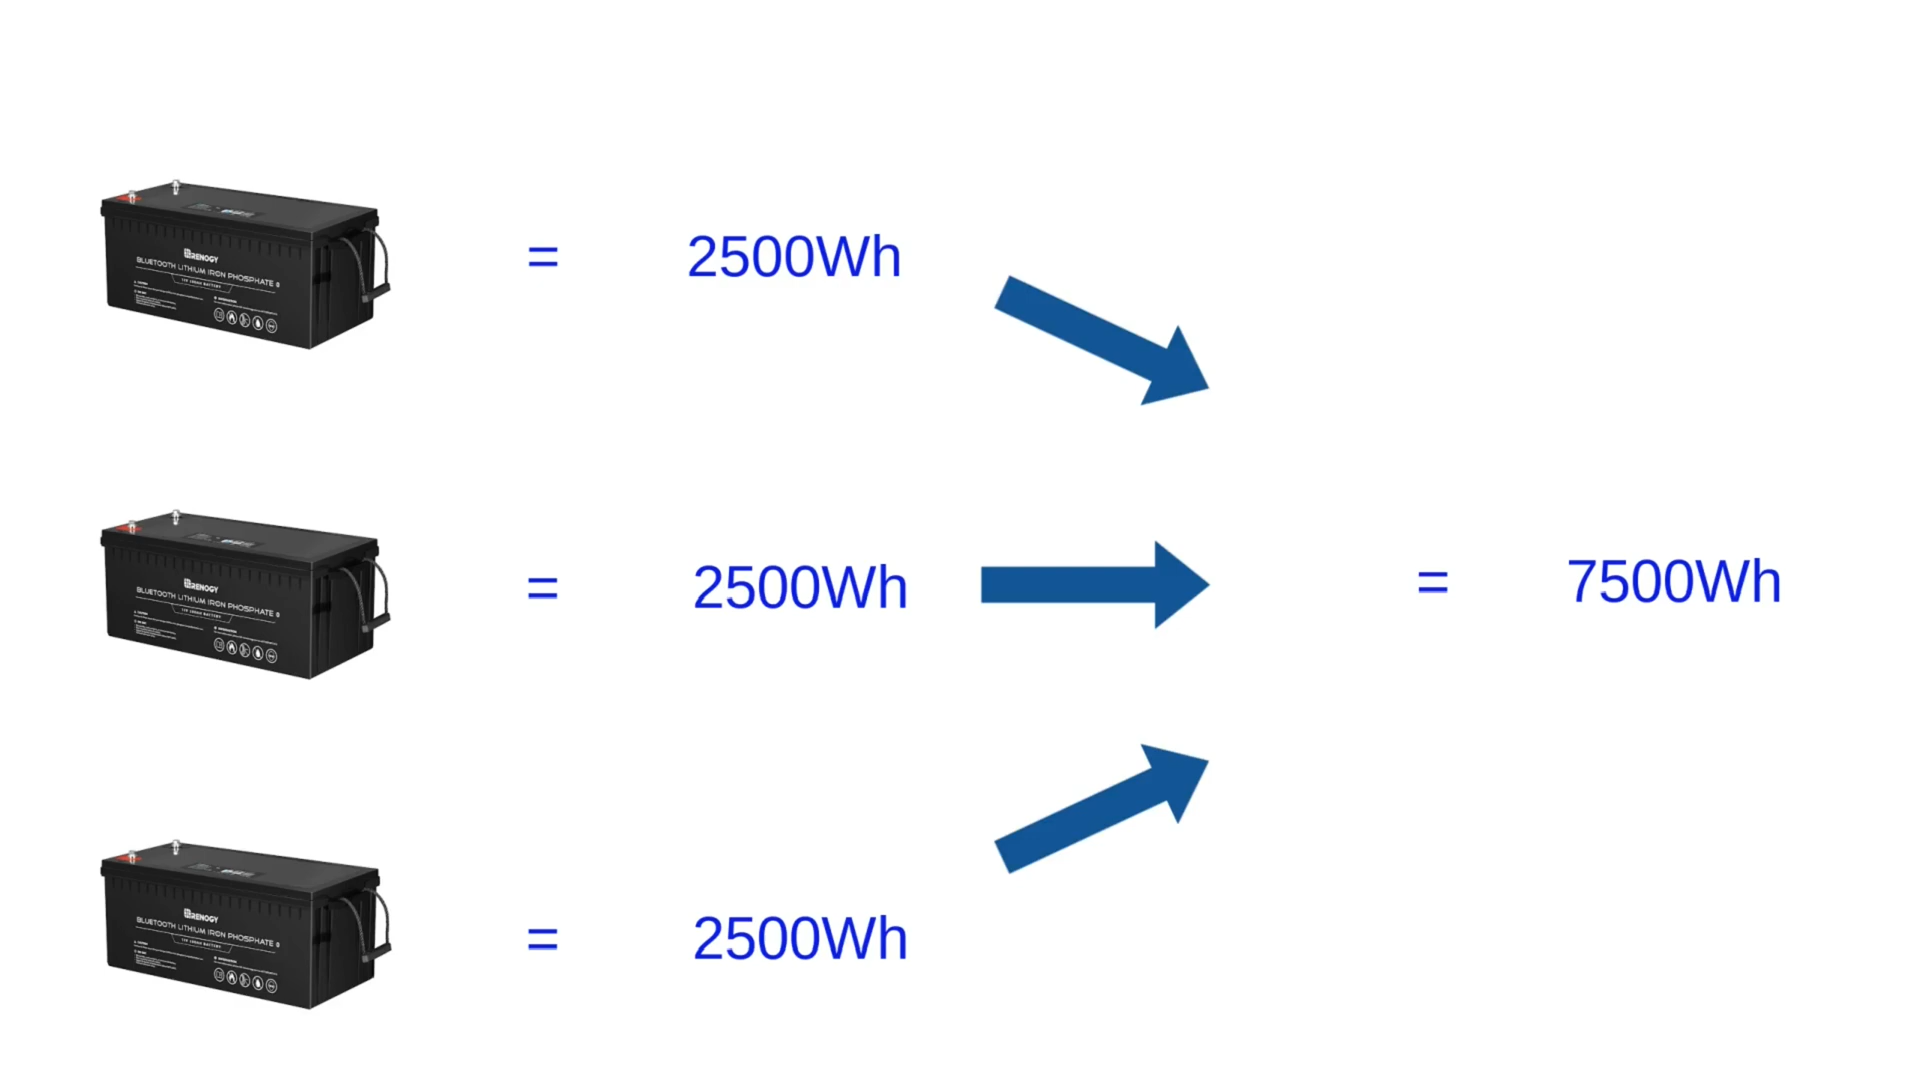 RENOGY
BLUETOOTH LITHIUM IRON PHOSPHATE
= 2500Wh
RENOGY
BLUETOOTH LITHIUM IRON PHOSPHATE
= 2500Wh
= 7500Wh
RENOGY
BLUETOOTH LITHIUM IRON PHOSPHATE
= 2500Wh